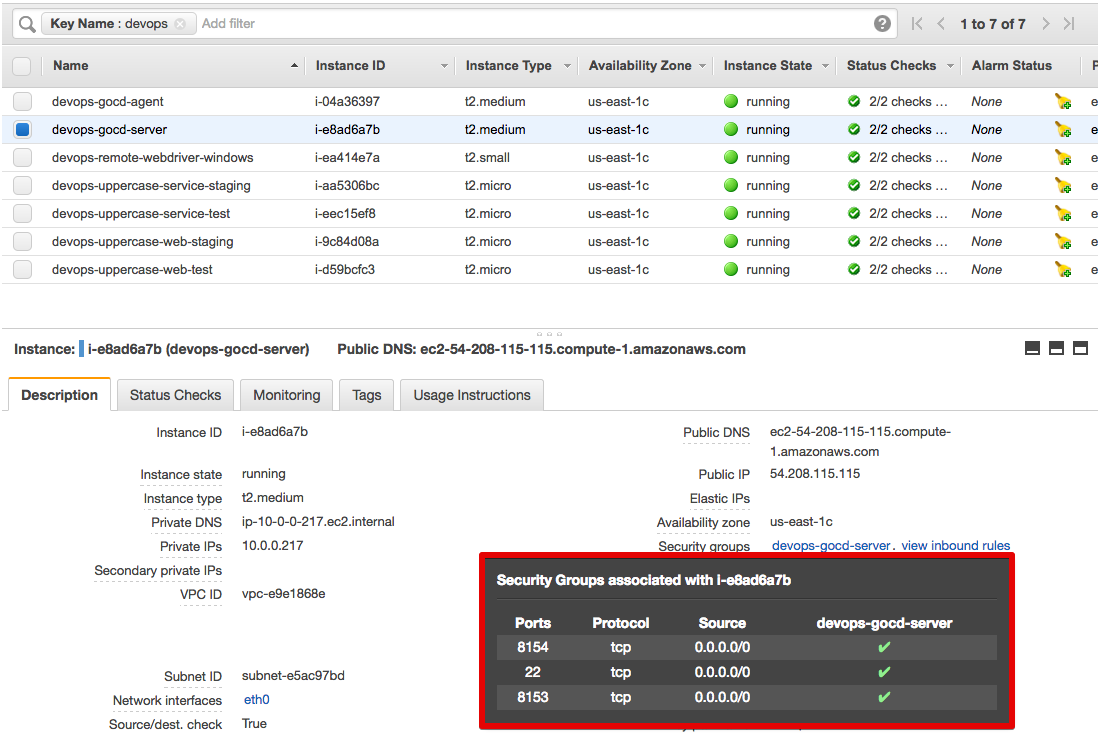 Key Name : devops Add filter 1 to 7 of 7
Name Instance ID Instance Type Availability Zone Instance State Status Checks Alarm Status
devops-gocd-agent i-04a36397 t2.medium us-east-1c running 2/2 checks ... None
devops-gocd-server i-e8ad6a7b t2.medium us-east-1c running 2/2 checks ... None
devops-remote-webdriver-windows i-ea414e7a t2.small us-east-1c running 2/2 checks ... None
devops-uppercase-service-staging i-aa5306bc t2.micro us-east-1c running 2/2 checks ... None
devops-uppercase-service-test i-eec15ef8 t2.micro us-east-1c running 2/2 checks ... None
devops-uppercase-web-staging i-9c84d08a t2.micro us-east-1c running 2/2 checks ... None
devops-uppercase-web-test i-d59bcfc3 t2.micro us-east-1c running 2/2 checks ... None
Instance: i-e8ad6a7b (devops-gocd-server) Public DNS: ec2-54-208-115-115.compute-1.amazonaws.com
Description Status Checks Monitoring Tags Usage Instructions
Instance ID i-e8ad6a7b Public DNS ec2-54-208-115-115.compute-
1.amazonaws.com
Instance state running Public IP 54.208.115.115
Instance type t2.medium Elastic IPs
Private DNS ip-10-0-0-217.ec2.internal Availability zone us-east-1c
Private IPs 10.0.0.217 Security groups devops-gocd-server. view inbound rules
Secondary private IPs
VPC ID vpc-e9e1868e
Subnet ID subnet-e5ac97bd
Network interfaces eth0
Source/dest. check True
Security Groups associated with i-e8ad6a7b
Ports Protocol Source devops-gocd-server
8154 tcp 0.0.0.0/0 ✔
22 tcp 0.0.0.0/0 ✔
8153 tcp 0.0.0.0/0 ✔